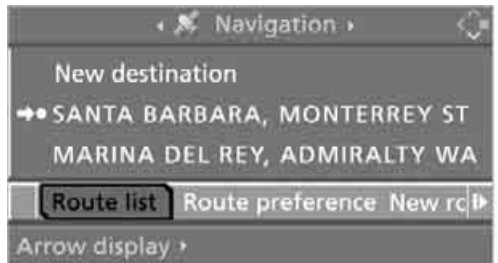 Navigation
New destination
SANTA BARBARA, MONTERREY ST
MARINA DEL REY, ADMIRALTY WA
Route list Route preference New rc
Arrow display